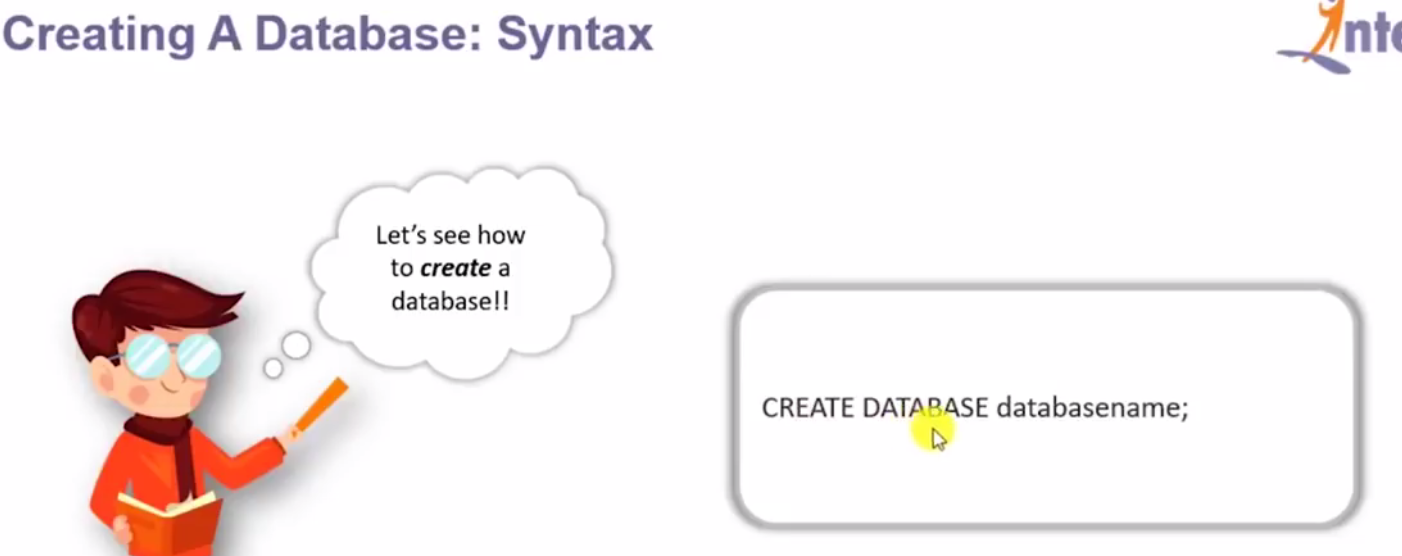 Creating A Database: Syntax
Let's see how
to create a
database!!
CREATE DATABASE databasename;